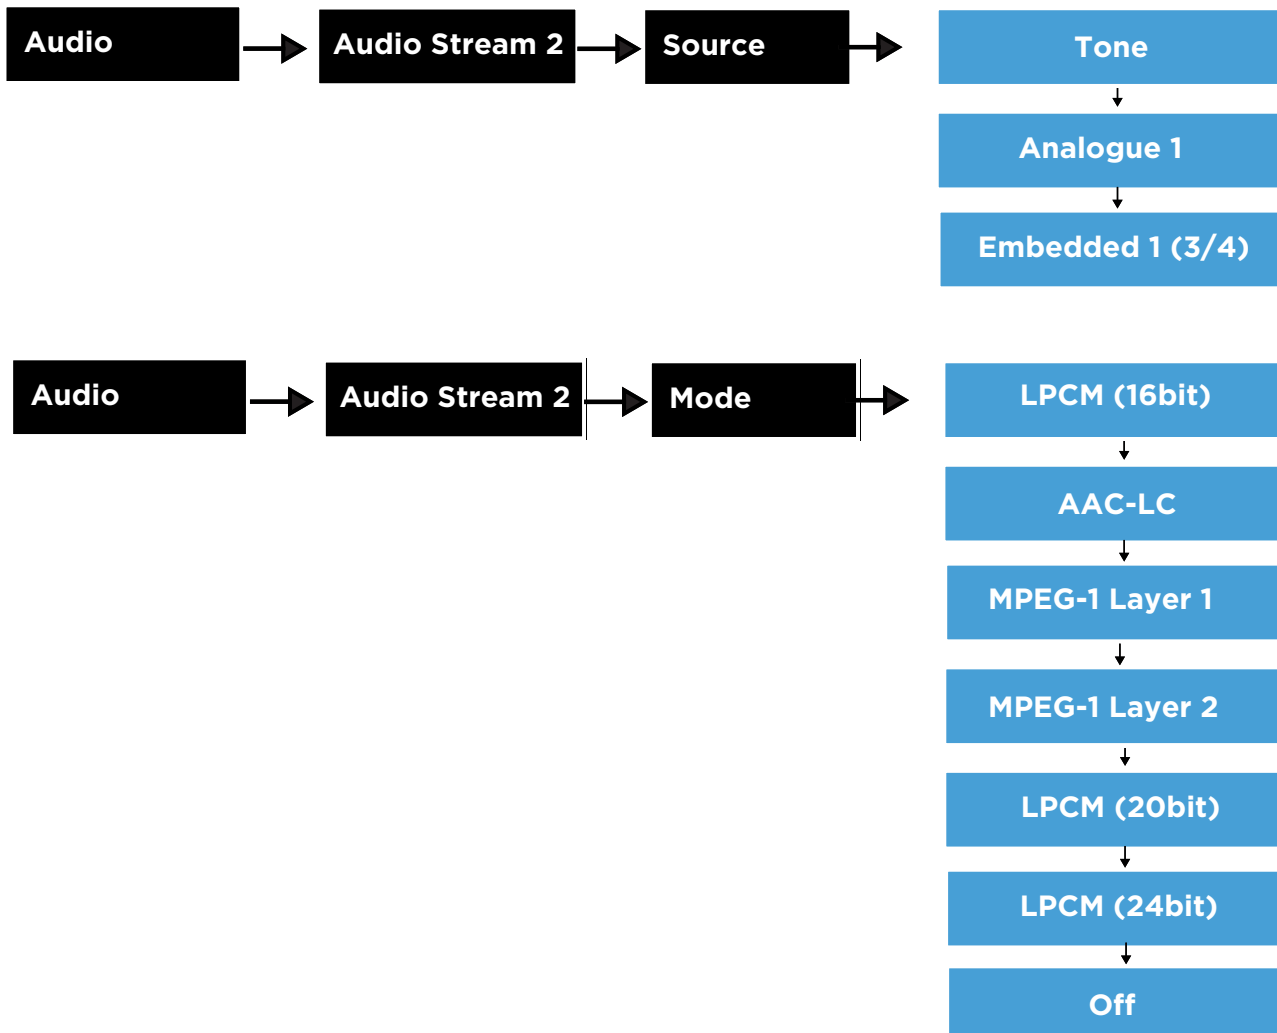 Audio
Audio Stream 2
Source
Tone
Analogue 1
Embedded 1 (3/4)
Audio
Audio Stream 2
Mode
LPCM (16bit)
AAC-LC
MPEG-1 Layer 1
MPEG-1 Layer 2
LPCM (20bit)
LPCM (24bit)
Off